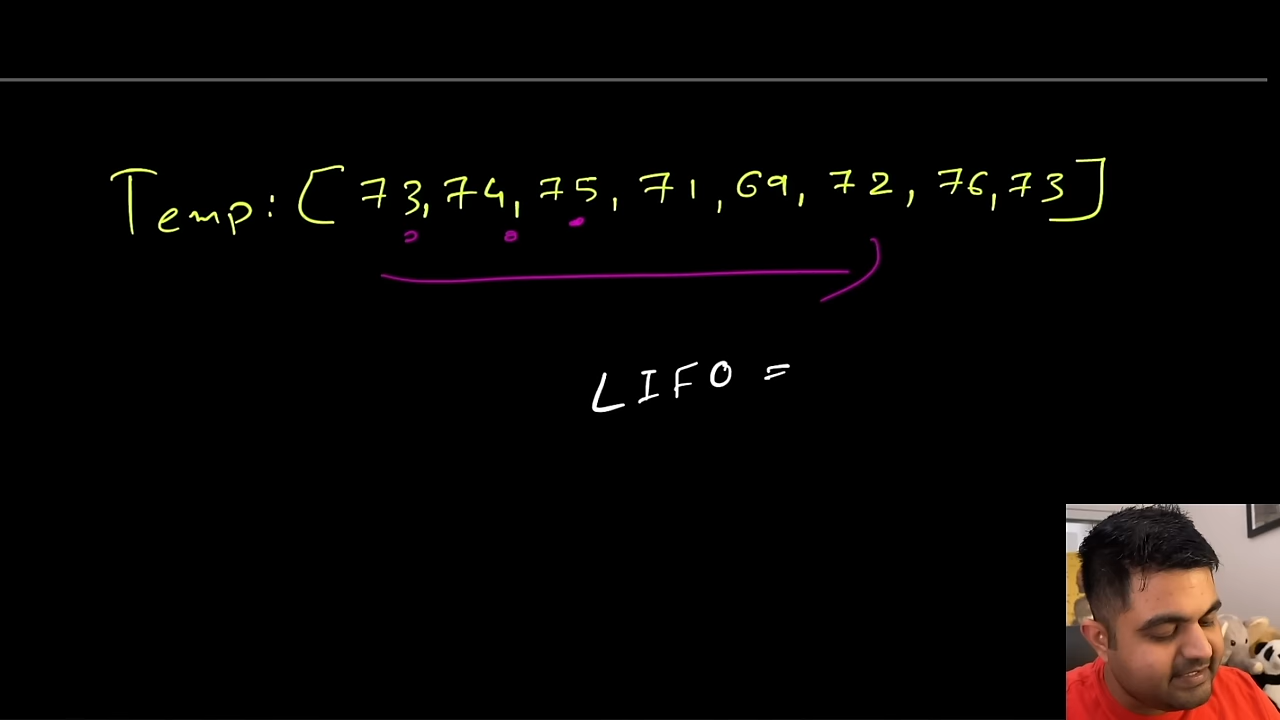 Temp: [73, 74, 75, 71, 69, 72, 76, 73]
LIFO =